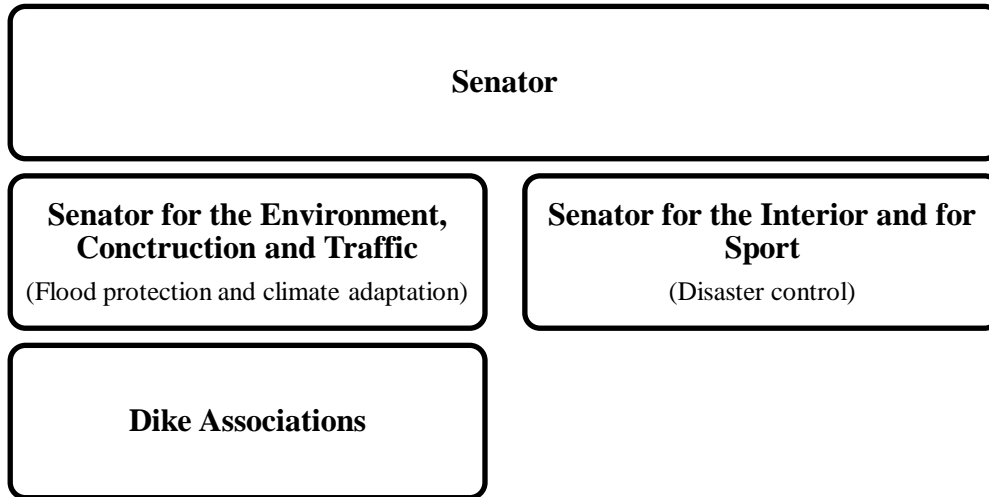 Senator
Senator for the Environment,
Conctruction and Traffic
(Flood protection and climate adaptation)
Senator for the Interior and for
Sport
(Disaster control)
Dike Associations